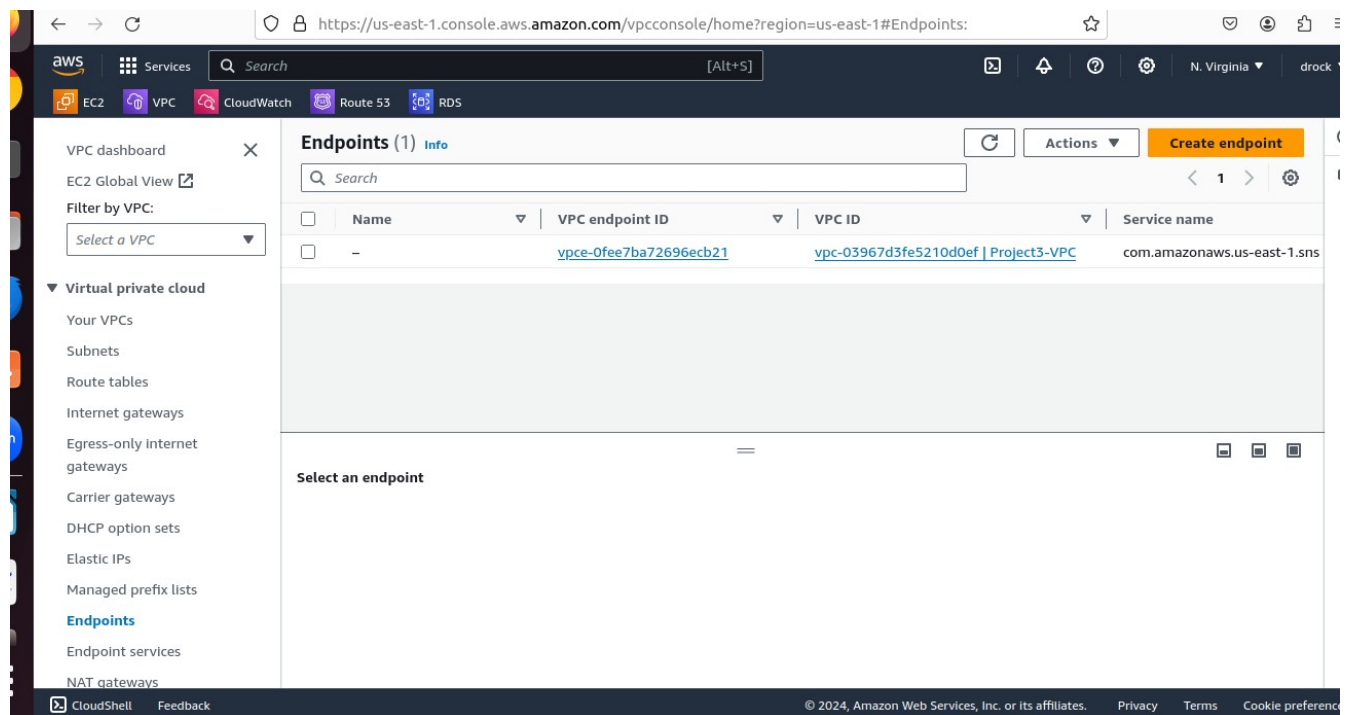 https://us-east-1.console.aws.amazon.com/vpcconsole/home?region=us-east-1#Endpoints:
aws Services Search [Alt+S] N. Virginia drock
EC2 VPC CloudWatch Route 53 RDS
VPC dashboard
EC2 Global View
Filter by VPC:
Select a VPC
Virtual private cloud
Your VPCs
Subnets
Route tables
Internet gateways
Egress-only internet
gateways
Carrier gateways
DHCP option sets
Elastic IPs
Managed prefix lists
Endpoints
Endpoint services
NAT gateways
Endpoints (1) Info Actions Create endpoint
Search 1
Name VPC endpoint ID VPC ID Service name
– vpce-0fee7ba72696ecb21 vpc-03967d3fe5210d0ef | Project3-VPC com.amazonaws.us-east-1.sns
Select an endpoint
CloudShell Feedback © 2024, Amazon Web Services, Inc. or its affiliates. Privacy Terms Cookie preference